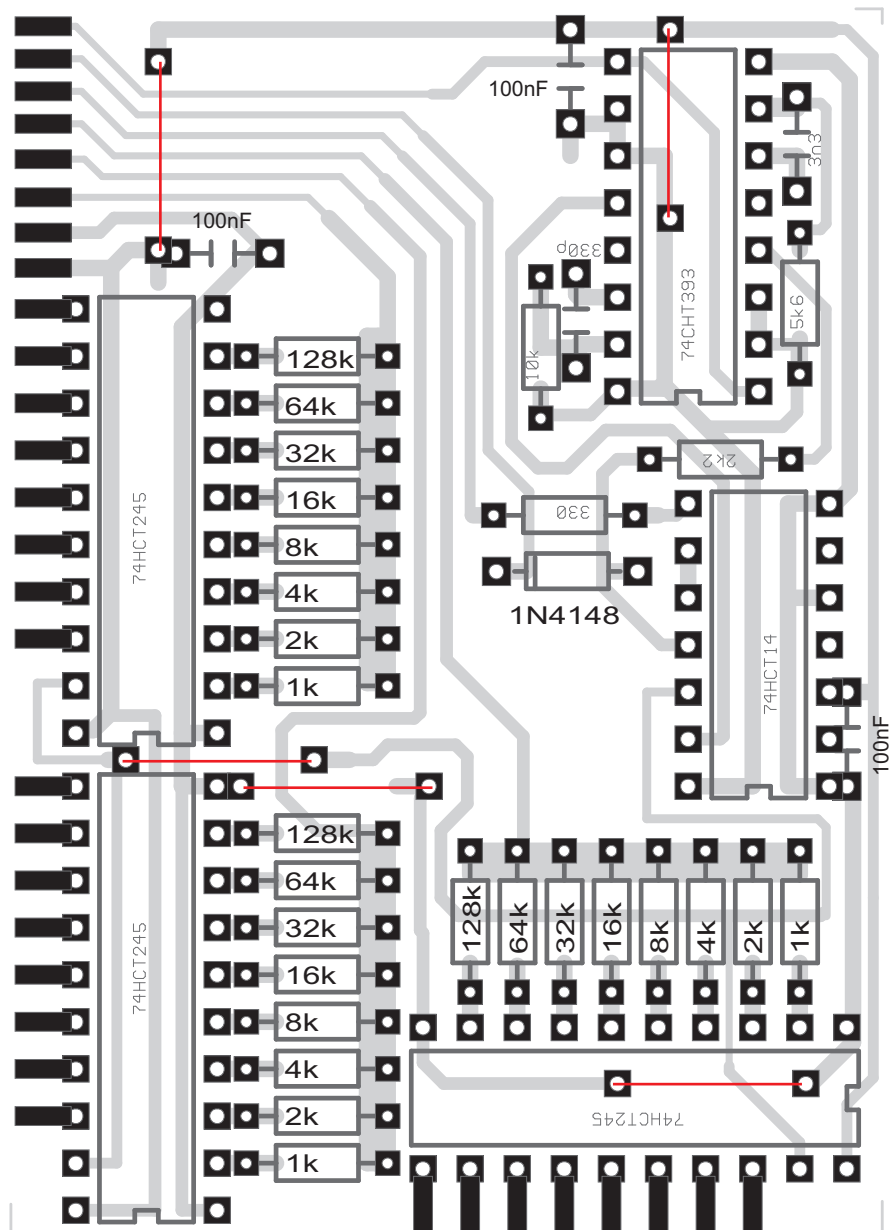 100nF
3n3
100nF
330p
74CHT393
5k6
10k
128k
64k
32k
16k
8k
4k
2k
1k
74HCT245
2k2
330
1N4148
74HCT14
100nF
128k
64k
32k
16k
8k
4k
2k
1k
74HCT245
128k
64k
32k
16k
8k
4k
2k
1k
74HCT245